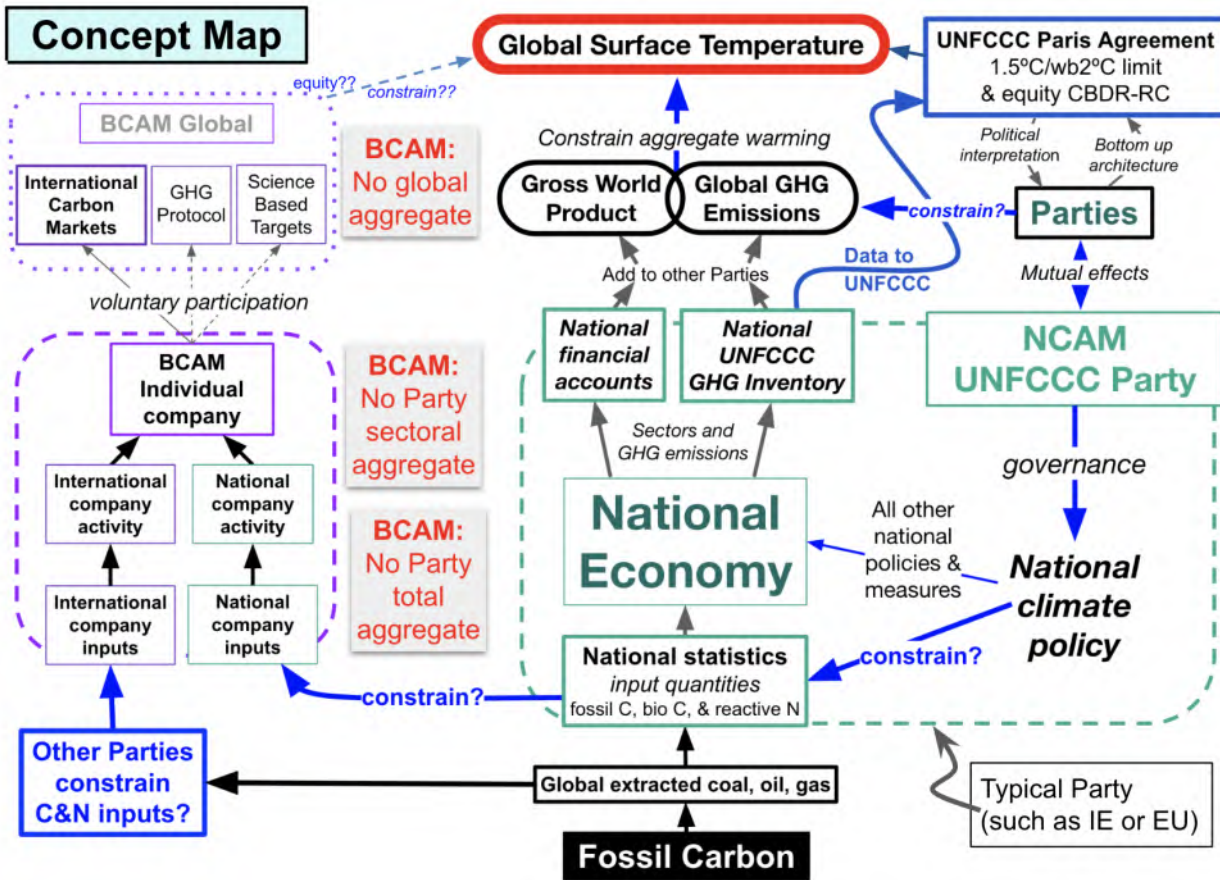 Concept Map
Global Surface Temperature
UNFCCC Paris Agreement
1.5ºC/wb2ºC limit
& equity CBDR-RC
equity??
constrain??
BCAM Global
International
Carbon
Markets
GHG
Protocol
Science
Based
Targets
voluntary participation
BCAM:
No global
aggregate
Constrain aggregate warming
Gross World
Product
Global GHG
Emissions
Political
interpretation
Bottom up
architecture
constrain?
Parties
Add to other Parties
Data to
UNFCCC
Mutual effects
BCAM
Individual
company
International
company
activity
National
company
activity
International
company
inputs
National
company
inputs
BCAM:
No Party
sectoral
aggregate
BCAM:
No Party
total
aggregate
National
financial
accounts
National
UNFCCC
GHG Inventory
NCAM
UNFCCC Party
Sectors and
GHG emissions
governance
National
Economy
All other
national
policies &
measures
National
climate
policy
constrain?
National statistics
input quantities
fossil C, bio C, & reactive N
constrain?
Other Parties
constrain
C&N inputs?
Global extracted coal, oil, gas
Typical Party
(such as IE or EU)
Fossil Carbon